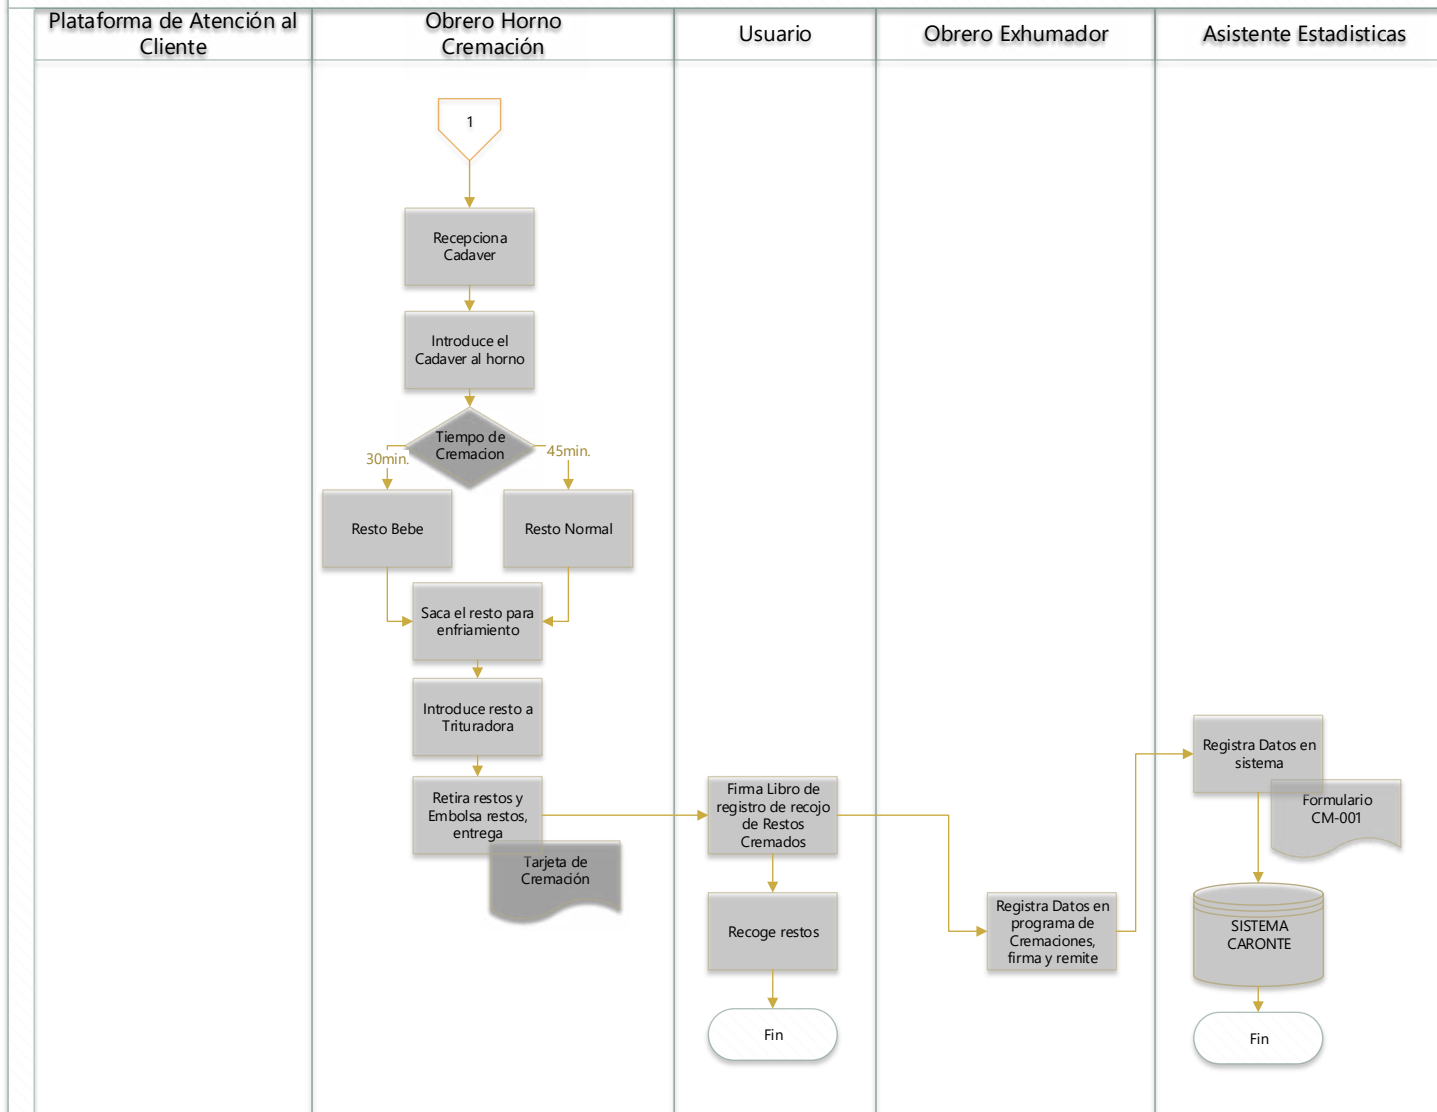 Plataforma de Atención al
Cliente
Obrero Horno
Cremación
Usuario
Obrero Exhumador
Asistente Estadisticas
1
Recepciona
Cadaver
Introduce el
Cadaver al horno
Tiempo de
Cremacion
30min.
45min.
Resto Bebe
Resto Normal
Saca el resto para
enfriamiento
Introduce resto a
Trituradora
Retira restos y
Embolsa restos,
entrega
Tarjeta de
Cremación
Firma Libro de
registro de recojo
de Restos
Cremados
Recoge restos
Fin
Registra Datos en
programa de
Cremaciones,
firma y remite
Registra Datos en
sistema
Formulario
CM-001
SISTEMA
CARONTE
Fin